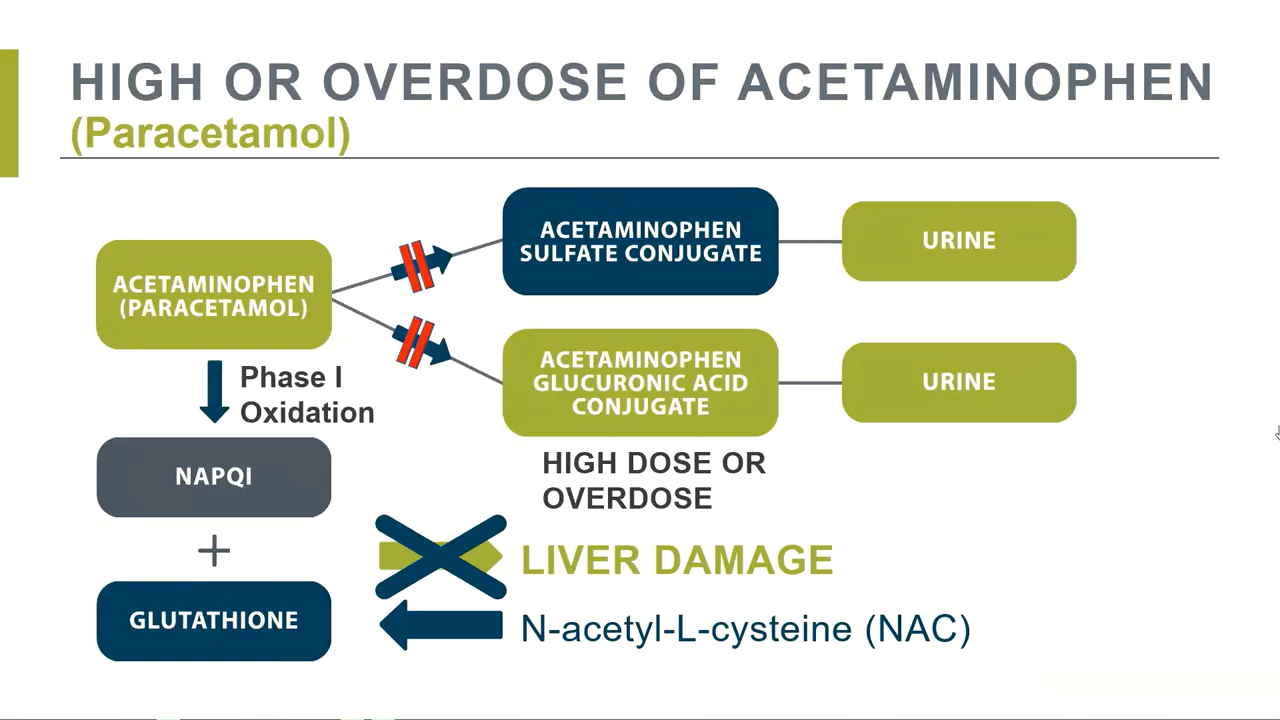 HIGH OR OVERDOSE OF ACETAMINOPHEN
(Paracetamol)
ACETAMINOPHEN
(PARACETAMOL)
ACETAMINOPHEN
SULFATE CONJUGATE
URINE
ACETAMINOPHEN
GLUCURONIC ACID
CONJUGATE
URINE
Phase I
Oxidation
NAPQI
+
GLUTATHIONE
HIGH DOSE OR
OVERDOSE
LIVER DAMAGE
N-acetyl-L-cysteine (NAC)